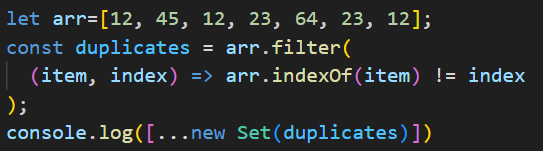 let arr=[12, 45, 12, 23, 64, 23, 12];
const duplicates = arr.filter(
  (item, index) => arr.indexOf(item) != index
);
console.log([...new Set(duplicates)])